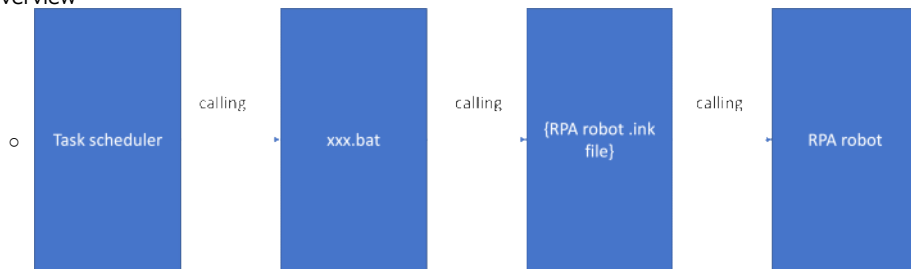 verview
calling
calling
calling
Task scheduler
xxx.bat
{RPA robot .ink
file}
RPA robot